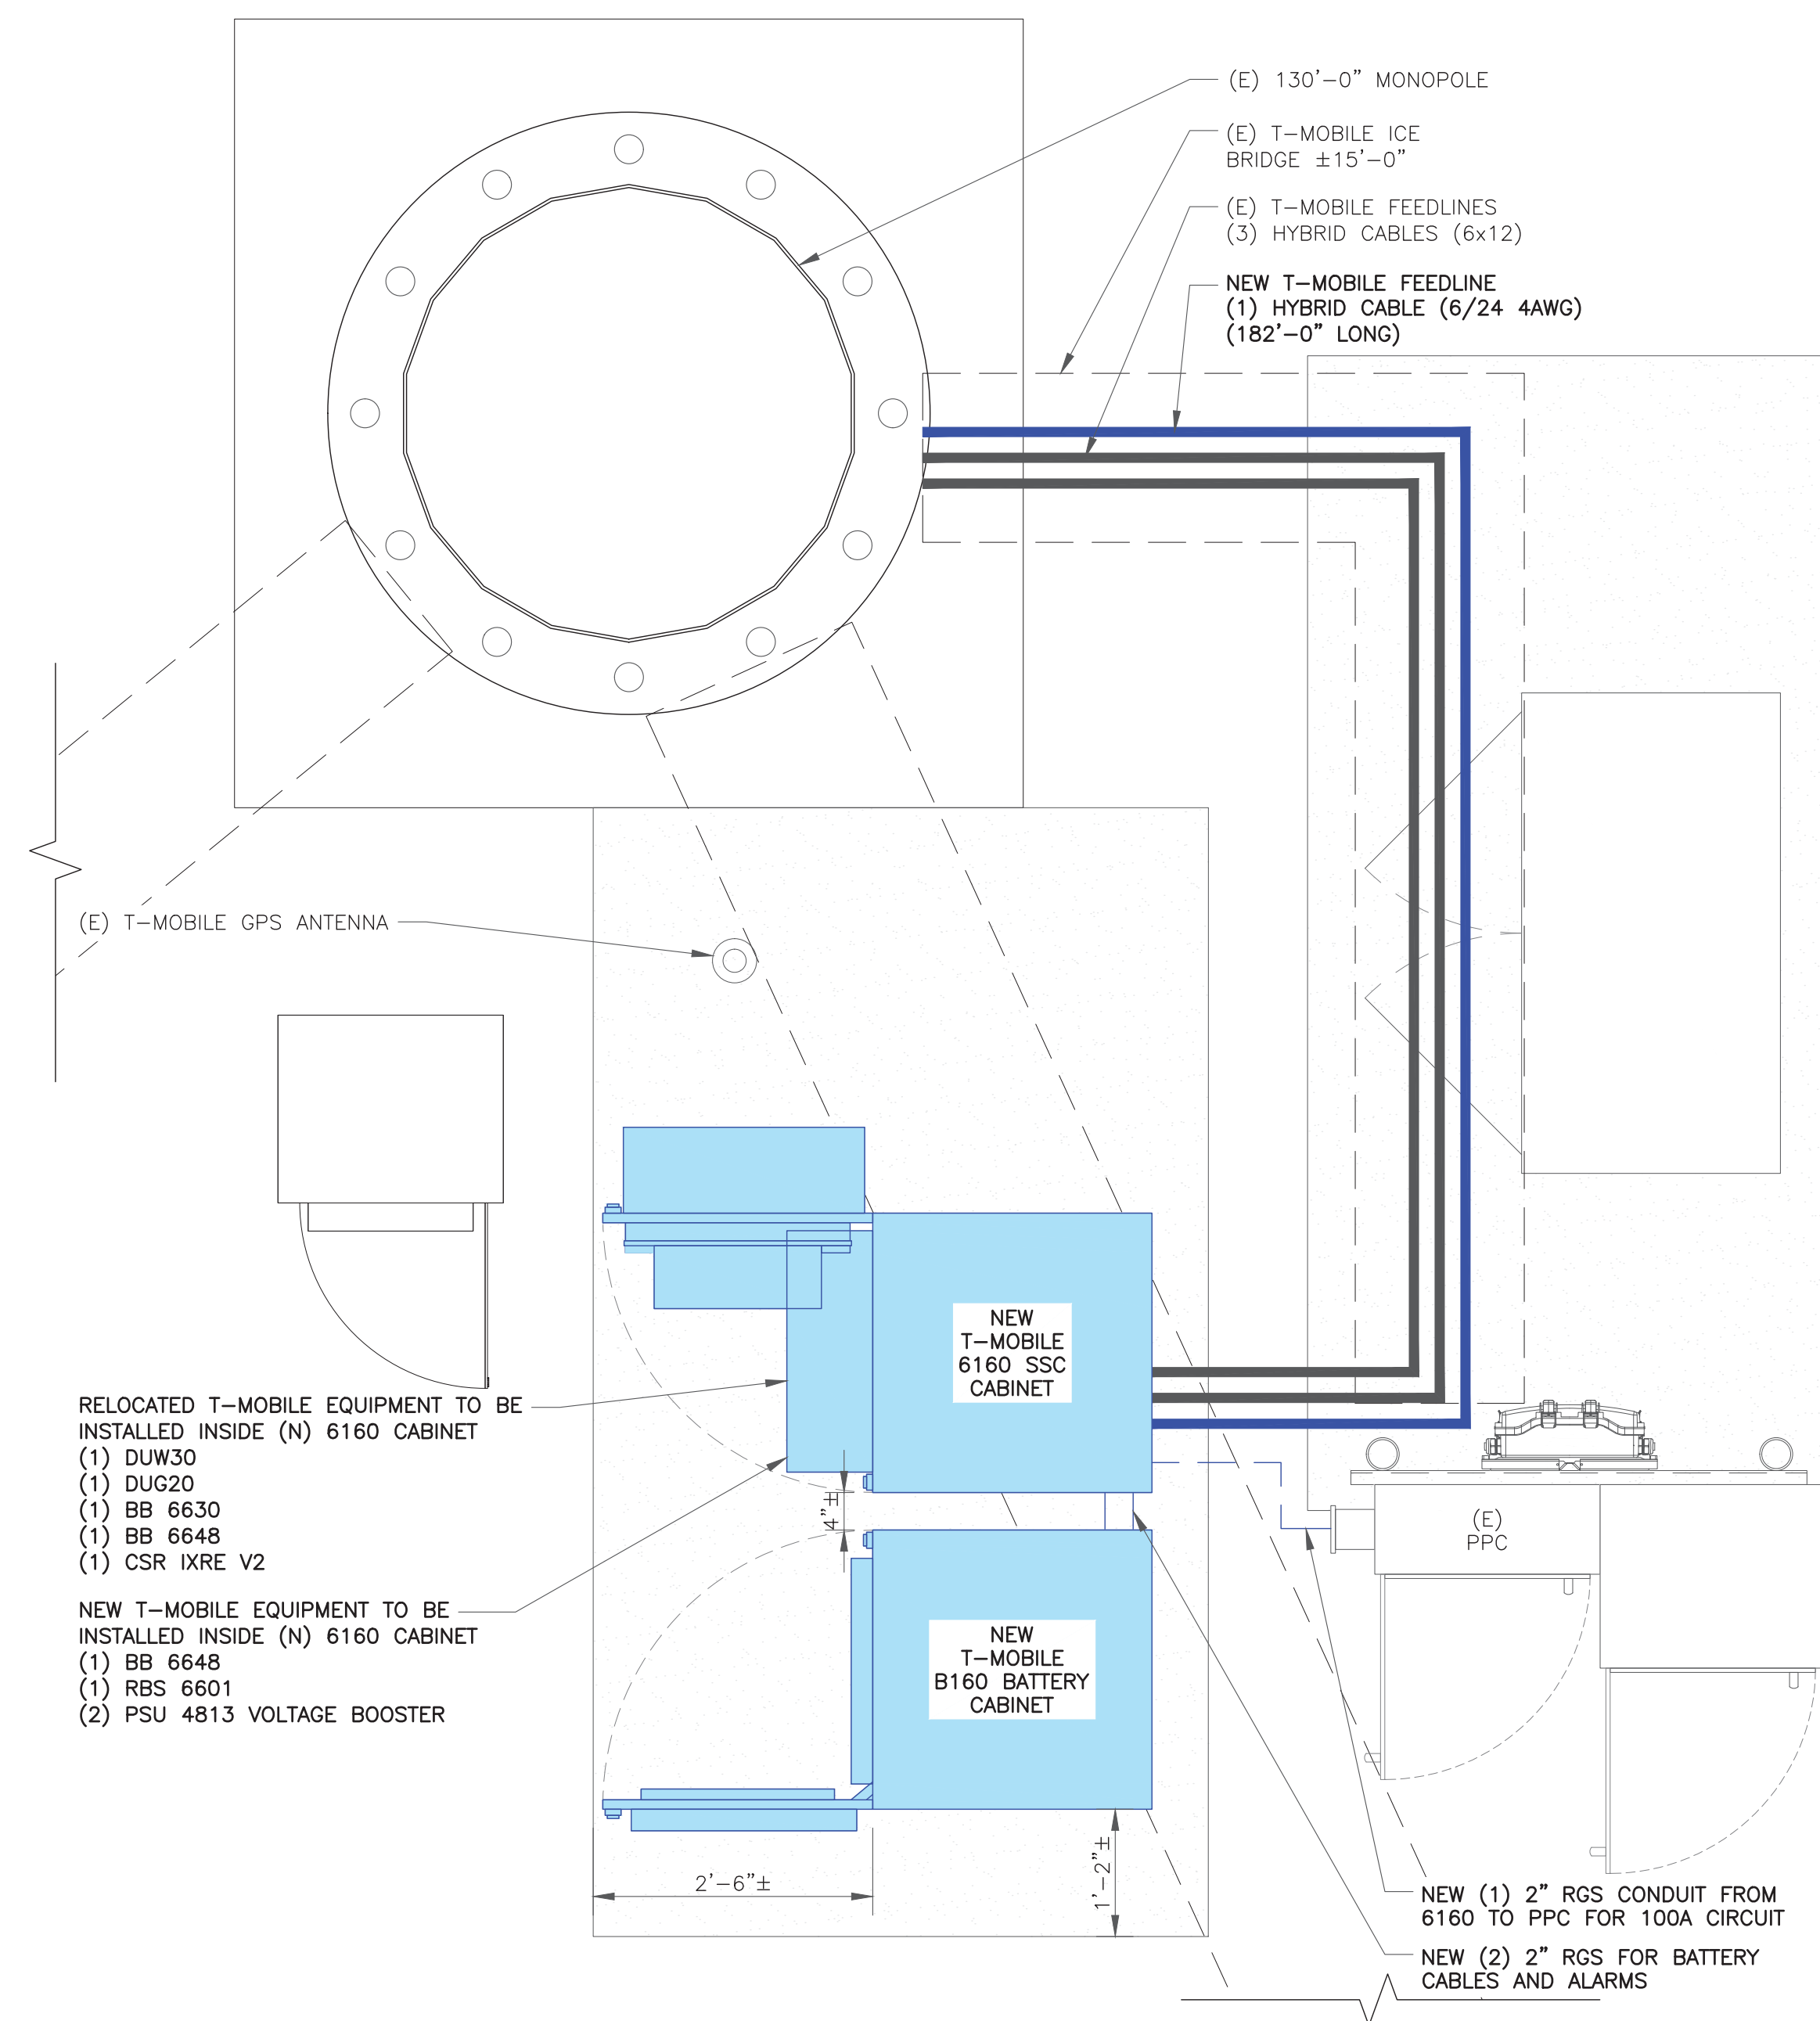 (E) 130'-0" MONOPOLE
(E) T-MOBILE ICE
BRIDGE ±15'-0"
(E) T-MOBILE FEEDLINES
(3) HYBRID CABLES (6x12)
NEW T-MOBILE FEEDLINE
(1) HYBRID CABLE (6/24 4AWG)
(182'-0" LONG)
(E) T-MOBILE GPS ANTENNA
NEW
T-MOBILE
6160 SSC
CABINET
RELOCATED T-MOBILE EQUIPMENT TO BE
INSTALLED INSIDE (N) 6160 CABINET
(1) DUW30
(1) DUG20
(1) BB 6630
(1) BB 6648
(1) CSR IXRE V2
4"±
(E)
PPC
NEW T-MOBILE EQUIPMENT TO BE
INSTALLED INSIDE (N) 6160 CABINET
(1) BB 6648
(1) RBS 6601
(2) PSU 4813 VOLTAGE BOOSTER
NEW
T-MOBILE
B160 BATTERY
CABINET
2'-6"±
1'-2"±
NEW (1) 2" RGS CONDUIT FROM
6160 TO PPC FOR 100A CIRCUIT
NEW (2) 2" RGS FOR BATTERY
CABLES AND ALARMS